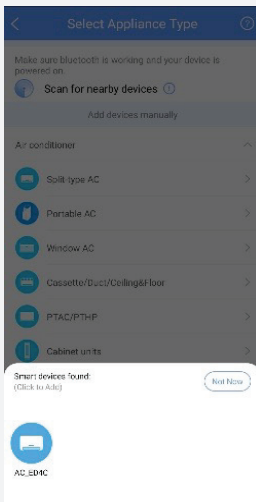 Select Appliance Type
Make sure bluetooth is working and your device is
powered on.
Scan for nearby devices
Add devices manually
Air conditioner
Split-type AC
Portable AC
Window AC
Cassette/Duct/Ceiling&Floor
PTAC/PTHP
Cabinet units
Smart devices found:
(Click to Add)
Not Now
AC_ED4C